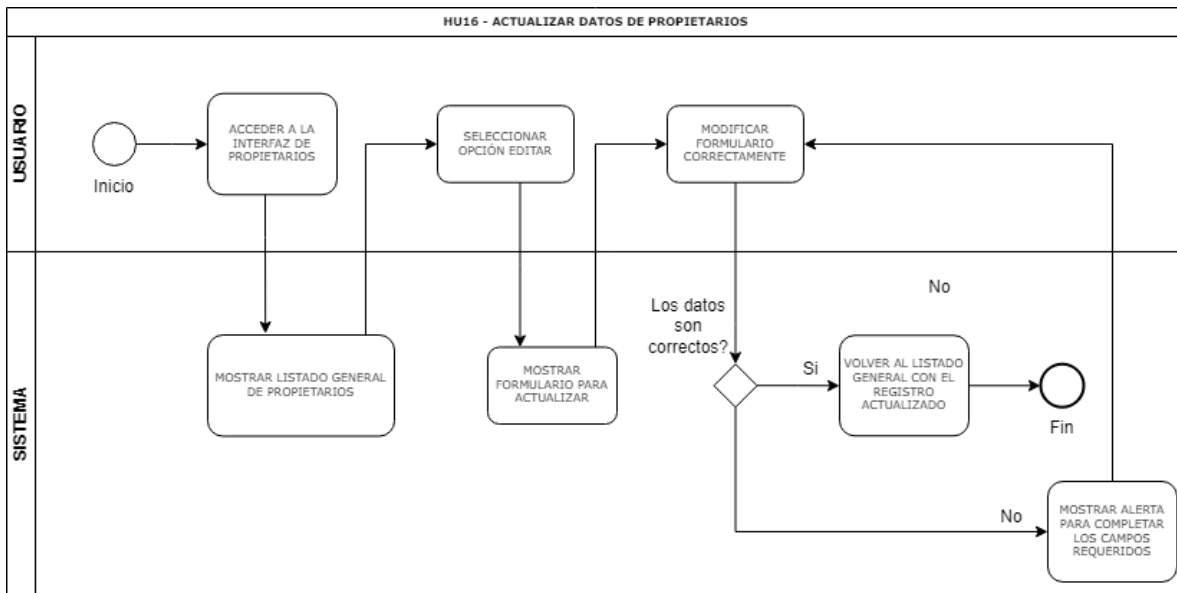 HU16 - ACTUALIZAR DATOS DE PROPIETARIOS
USUARIO
Inicio
ACCEDER A LA
INTERFAZ DE
PROPIETARIOS
SELECCIONAR
OPCIÓN EDITAR
MODIFICAR
FORMULARIO
CORRECTAMENTE
SISTEMA
MOSTRAR LISTADO GENERAL
DE PROPIETARIOS
MOSTRAR
FORMULARIO PARA
ACTUALIZAR
Los datos
son
correctos?
Si
VOLVER AL LISTADO
GENERAL CON EL
REGISTRO
ACTUALIZADO
No
Fin
No
MOSTRAR ALERTA
PARA COMPLETAR
LOS CAMPOS
REQUERIDOS